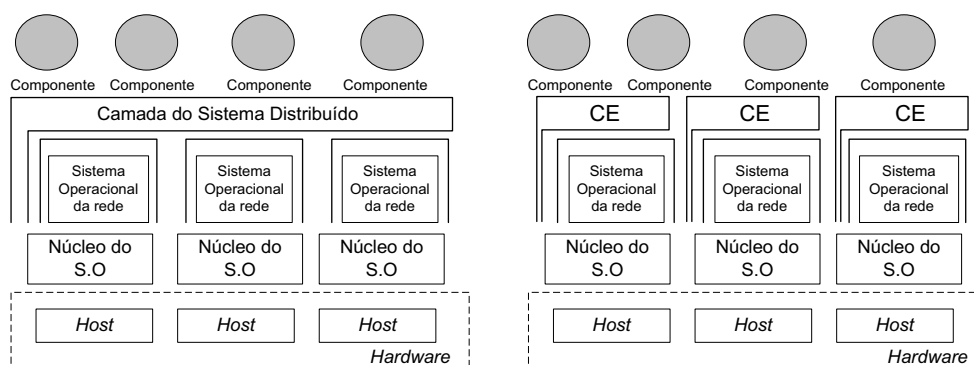 Componente Componente Componente Componente
Camada do Sistema Distribuído
Sistema Operacional da rede
Sistema Operacional da rede
Sistema Operacional da rede
Núcleo do S.O
Núcleo do S.O
Núcleo do S.O
Host
Host
Host
Hardware
Componente Componente Componente Componente
CE
CE
CE
Sistema Operacional da rede
Sistema Operacional da rede
Sistema Operacional da rede
Núcleo do S.O
Núcleo do S.O
Núcleo do S.O
Host
Host
Host
Hardware